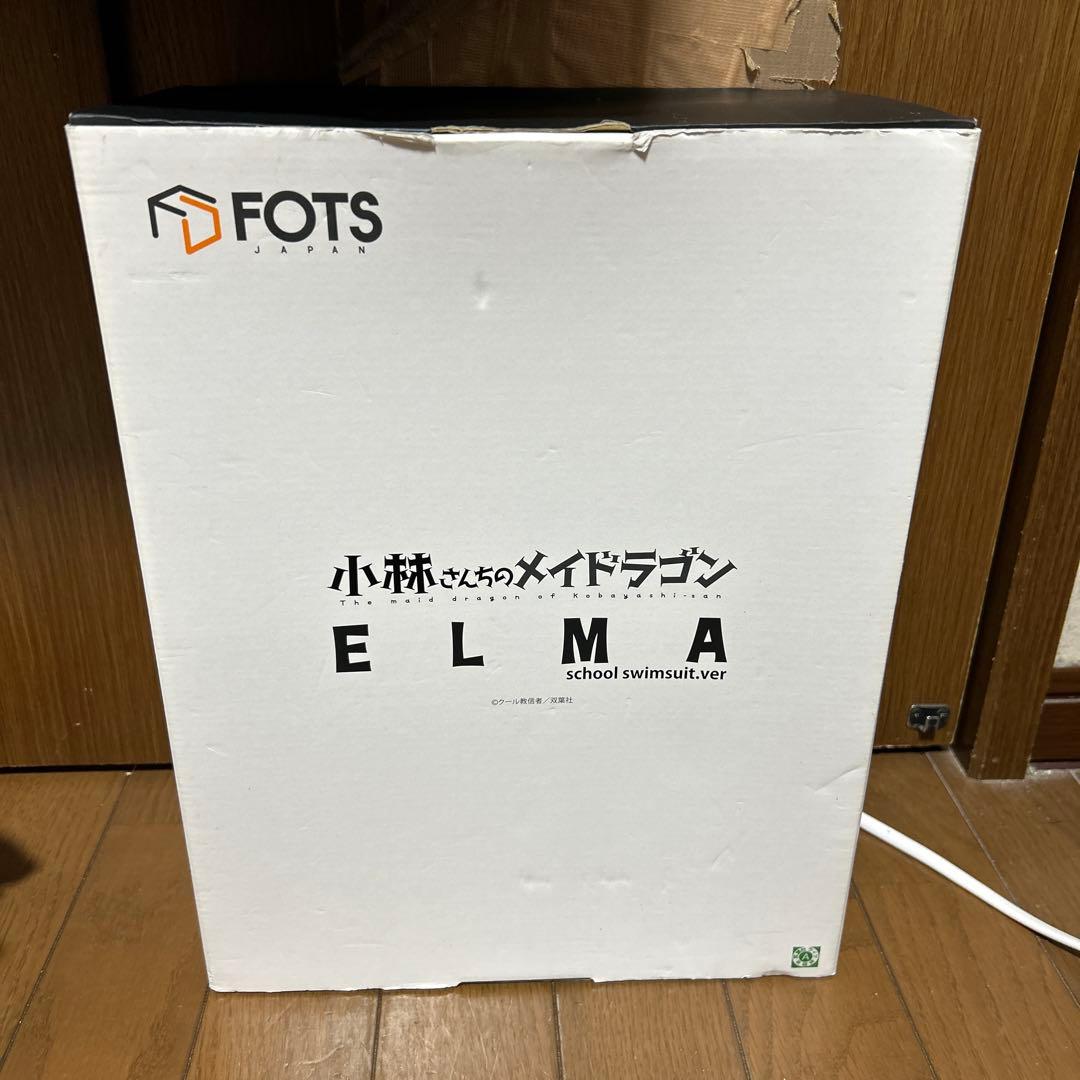 FOTS
JAPAN
小林さんちのメイドラゴン
The maid dragon of Kobayashi-san
ELMA
school swimsuit.ver
©クール教信者／双葉社
A